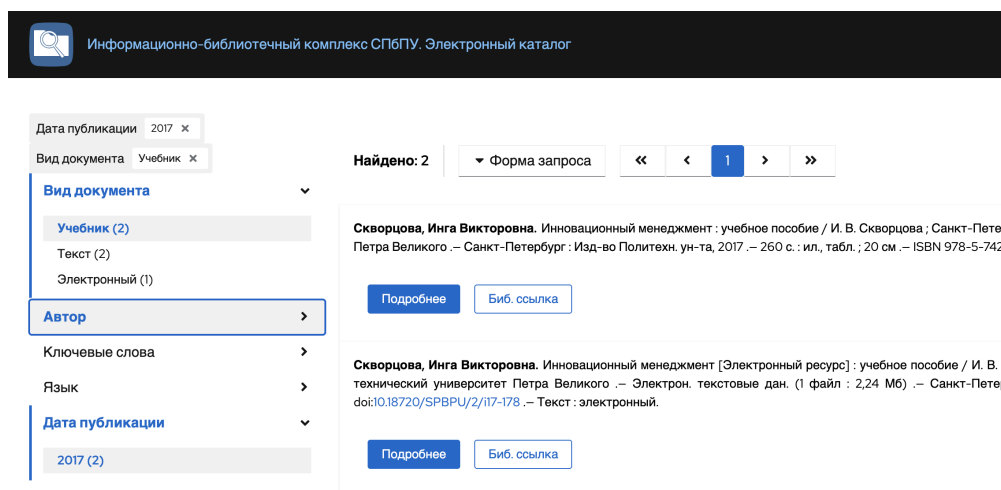 Информационно-библиотечный комплекс СПбПУ. Электронный каталог
Дата публикации 2017 ×
Вид документа Учебник ×
Вид документа
Учебник (2)
Текст (2)
Электронный (1)
Автор
Ключевые слова
Язык
Дата публикации
2017 (2)
Найдено: 2 Форма запроса « ‹ 1 › »
Скворцова, Инга Викторовна. Инновационный менеджмент : учебное пособие / И. В. Скворцова ; Санкт-Пете
Петра Великого .— Санкт-Петербург : Изд-во Политехн. ун-та, 2017 .— 260 с. : ил., табл. ; 20 см .— ISBN 978-5-742
Подробнее Биб. ссылка
Скворцова, Инга Викторовна. Инновационный менеджмент [Электронный ресурс] : учебное пособие / И. В.
технический университет Петра Великого .— Электрон. текстовые дан. (1 файл : 2,24 Мб) .— Санкт-Петер
doi:10.18720/SPBPU/2/i17-178 .— Текст : электронный.
Подробнее Биб. ссылка